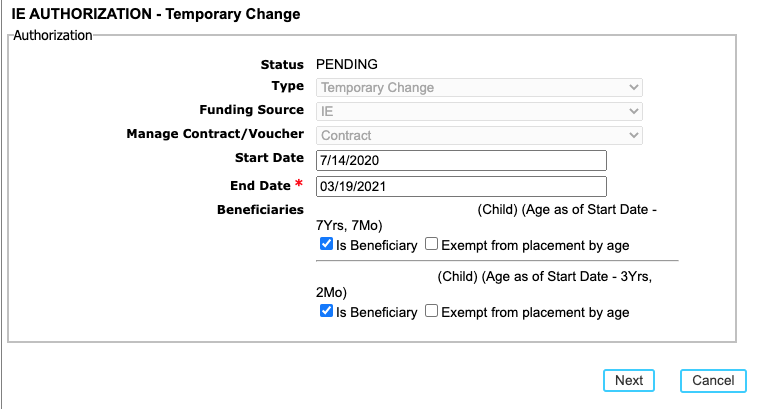 IE AUTHORIZATION - Temporary Change
Authorization
Status PENDING
Type Temporary Change
Funding Source IE
Manage Contract/Voucher Contract
Start Date 7/14/2020
End Date * 03/19/2021
Beneficiaries (Child) (Age as of Start Date -
7Yrs, 7Mo)
Is Beneficiary Exempt from placement by age
(Child) (Age as of Start Date - 3Yrs,
2Mo)
Is Beneficiary Exempt from placement by age
Next Cancel